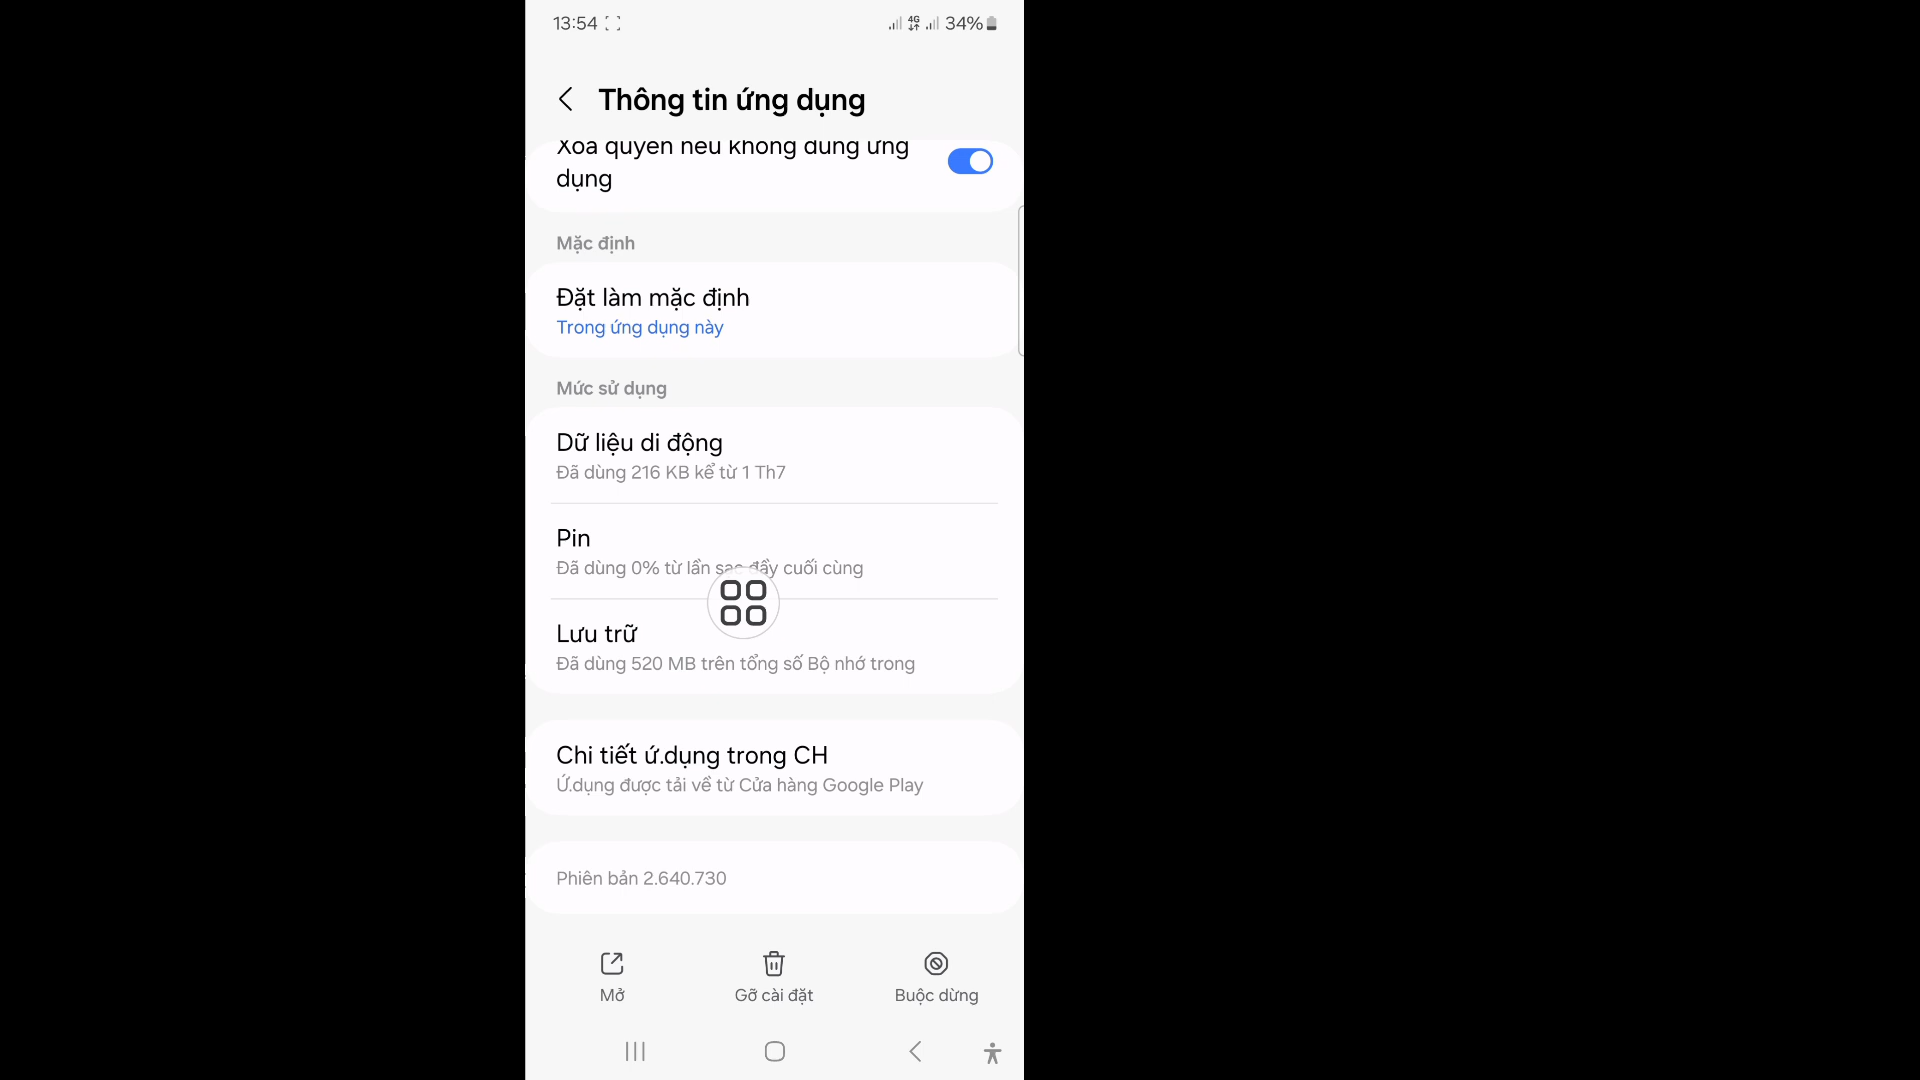 13:54
4G
34%
Thông tin ứng dụng
Xóa quyền nếu không dùng ứng
dụng
Mặc định
Đặt làm mặc định
Trong ứng dụng này
Mức sử dụng
Dữ liệu di động
Đã dùng 216 KB kể từ 1 Th7
Pin
Đã dùng 0% từ lần sạc đầy cuối cùng
Lưu trữ
Đã dùng 520 MB trên tổng số Bộ nhớ trong
Chi tiết ứ.dụng trong CH
Ứ.dụng được tải về từ Cửa hàng Google Play
Phiên bản 2.640.730
Mở
Gỡ cài đặt
Buộc dừng